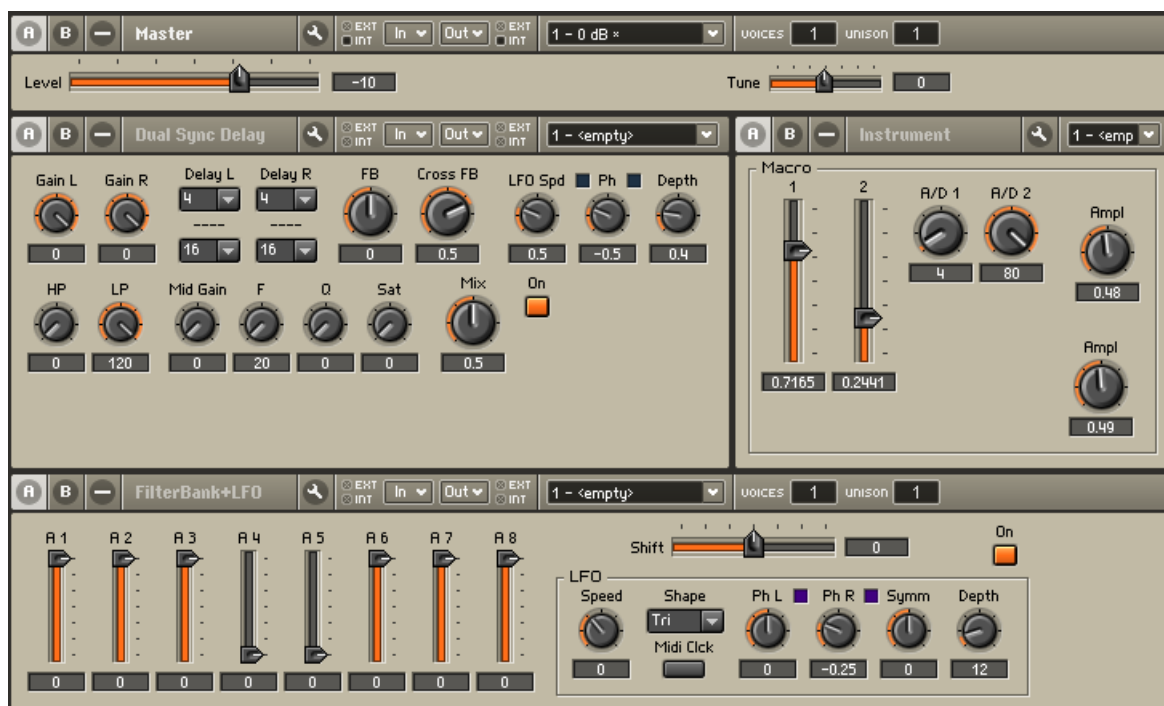 A B Master EXT INT In Out EXT INT 1 - 0 dB × VOICES 1 UNISON 1
Level -10 Tune 0
A B Dual Sync Delay EXT INT In Out EXT INT 1 - <empty>
A B Instrument 1 - <emp
Gain L Gain R Delay L Delay R FB Cross FB LFO Spd Ph Depth
4 4
---- ----
0 0 16 16 0 0.5 0.5 -0.5 0.4
HP LP Mid Gain F Q Sat Mix On
0 120 0 20 0 0 0.5
Macro
1 2 A/D 1 A/D 2 Ampl
4 80
0.48
Ampl
0.7165 0.2441
0.49
A B FilterBank+LFO EXT INT In Out EXT INT 1 - <empty> VOICES 1 UNISON 1
A 1 A 2 A 3 A 4 A 5 A 6 A 7 A 8
0 0 0 0 0 0 0 0
Shift 0 On
LFO
Speed Shape Ph L Ph R Symm Depth
Tri
Midi Clck
0 0 -0.25 0 12